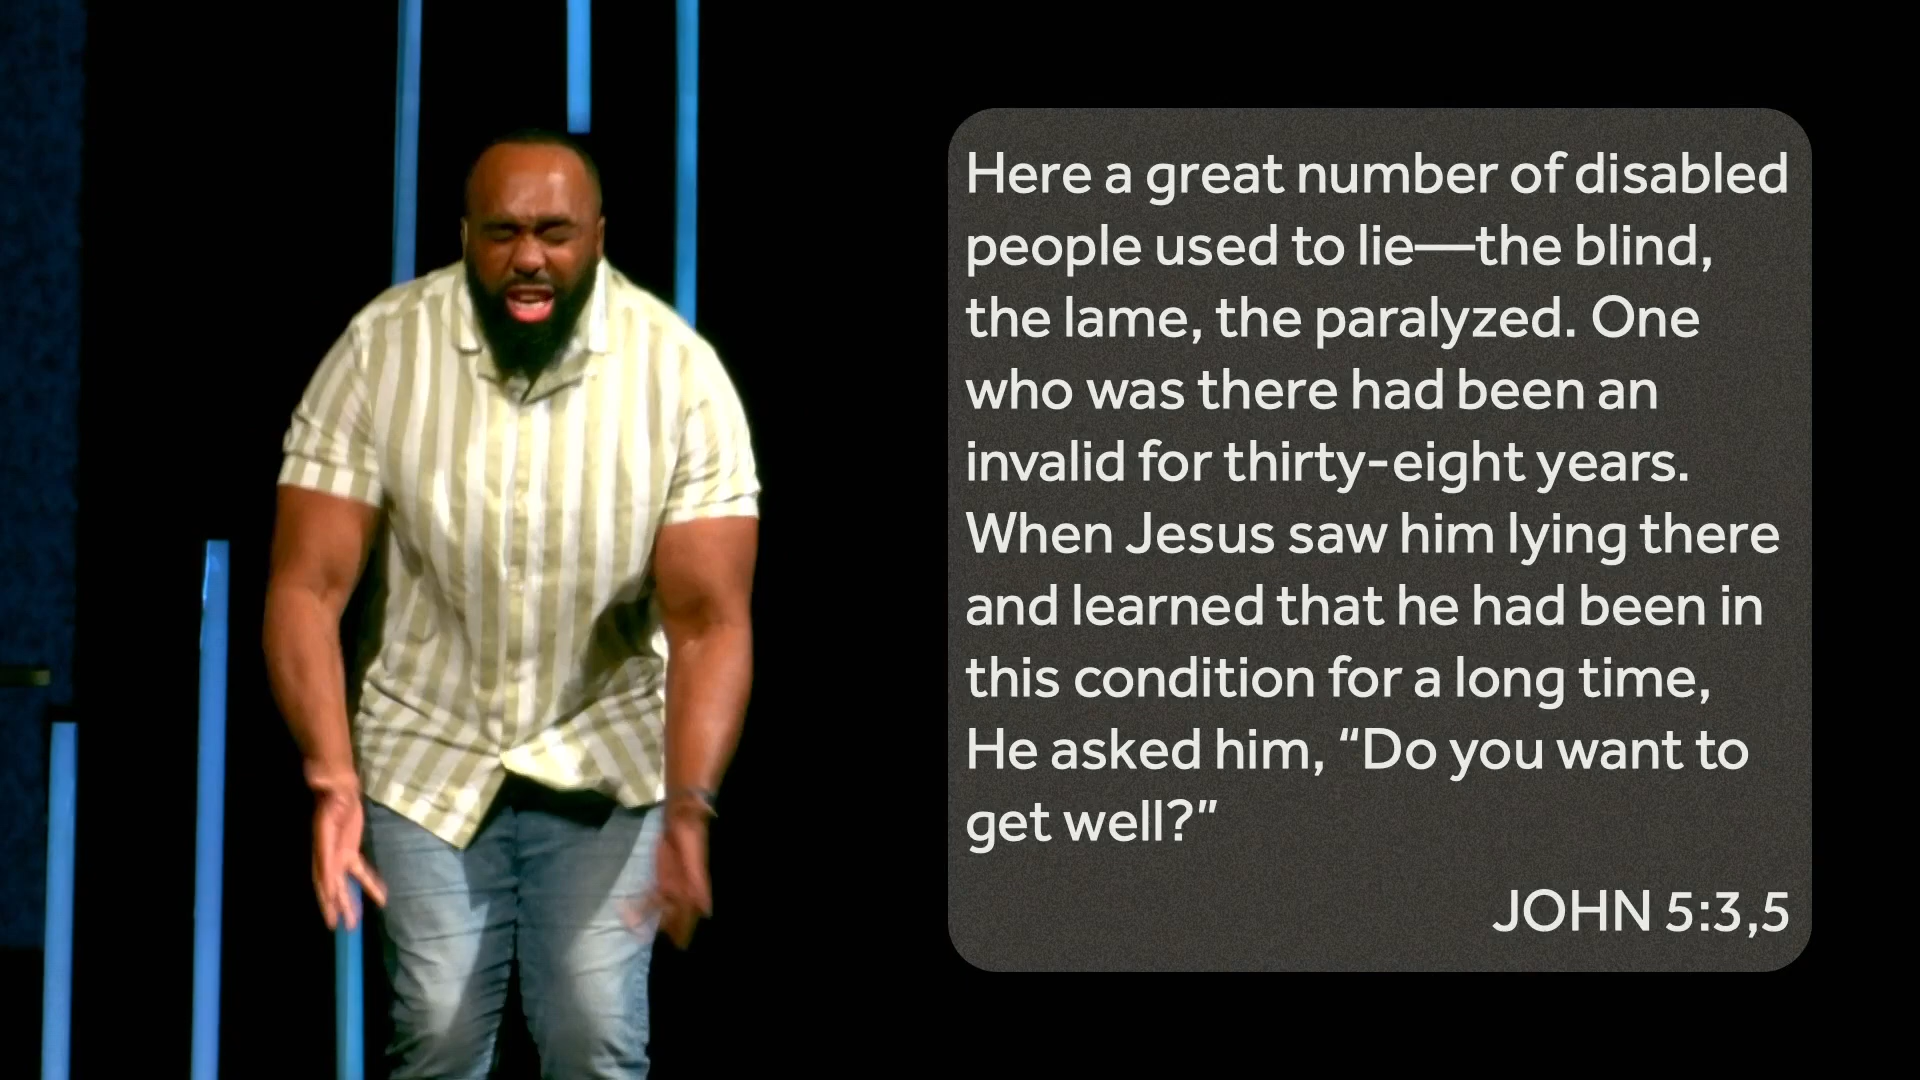 Here a great number of disabled
people used to lie—the blind,
the lame, the paralyzed. One
who was there had been an
invalid for thirty-eight years.
When Jesus saw him lying there
and learned that he had been in
this condition for a long time,
He asked him, “Do you want to
get well?”
JOHN 5:3,5